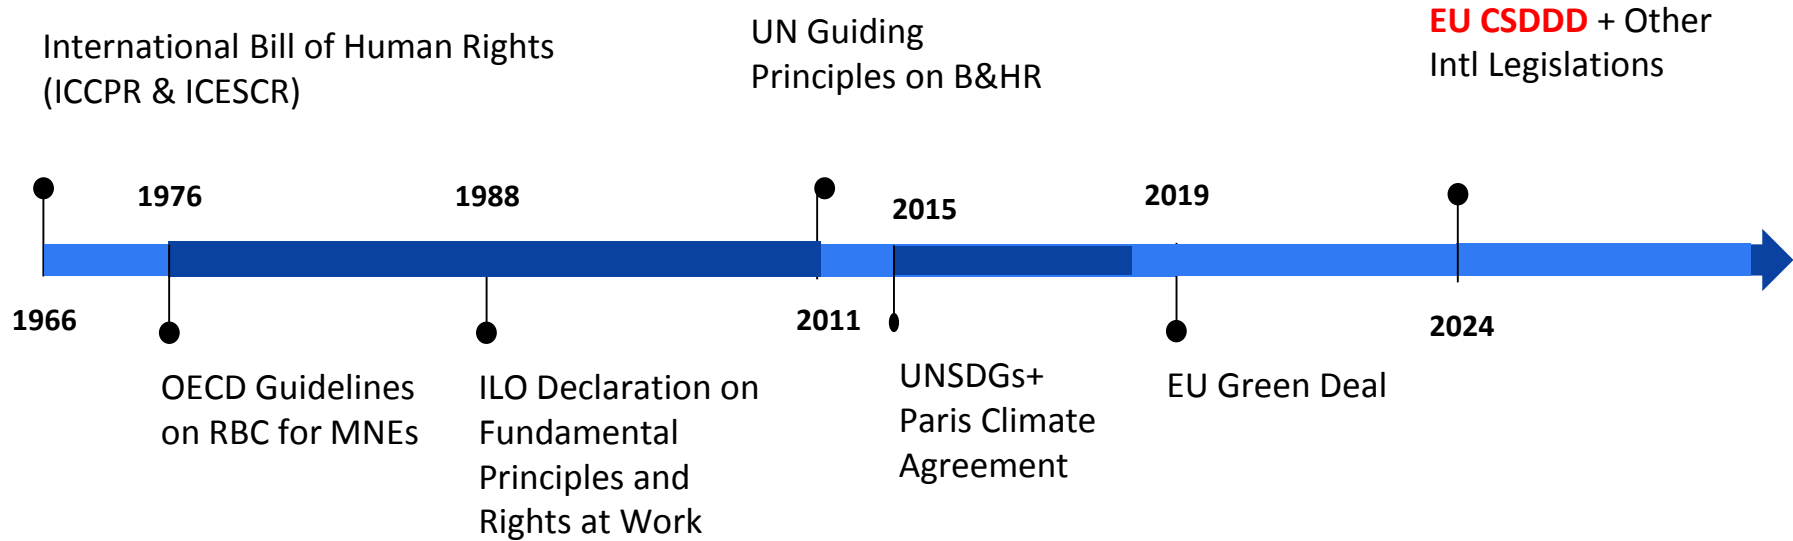 International Bill of Human Rights
(ICCPR & ICESCR)
UN Guiding
Principles on B&HR
EU CSDDD + Other
Intl Legislations
1976
1988
2015
2019
1966
2011
2024
OECD Guidelines
on RBC for MNEs
ILO Declaration on
Fundamental
Principles and
Rights at Work
UNSDGs+
Paris Climate
Agreement
EU Green Deal